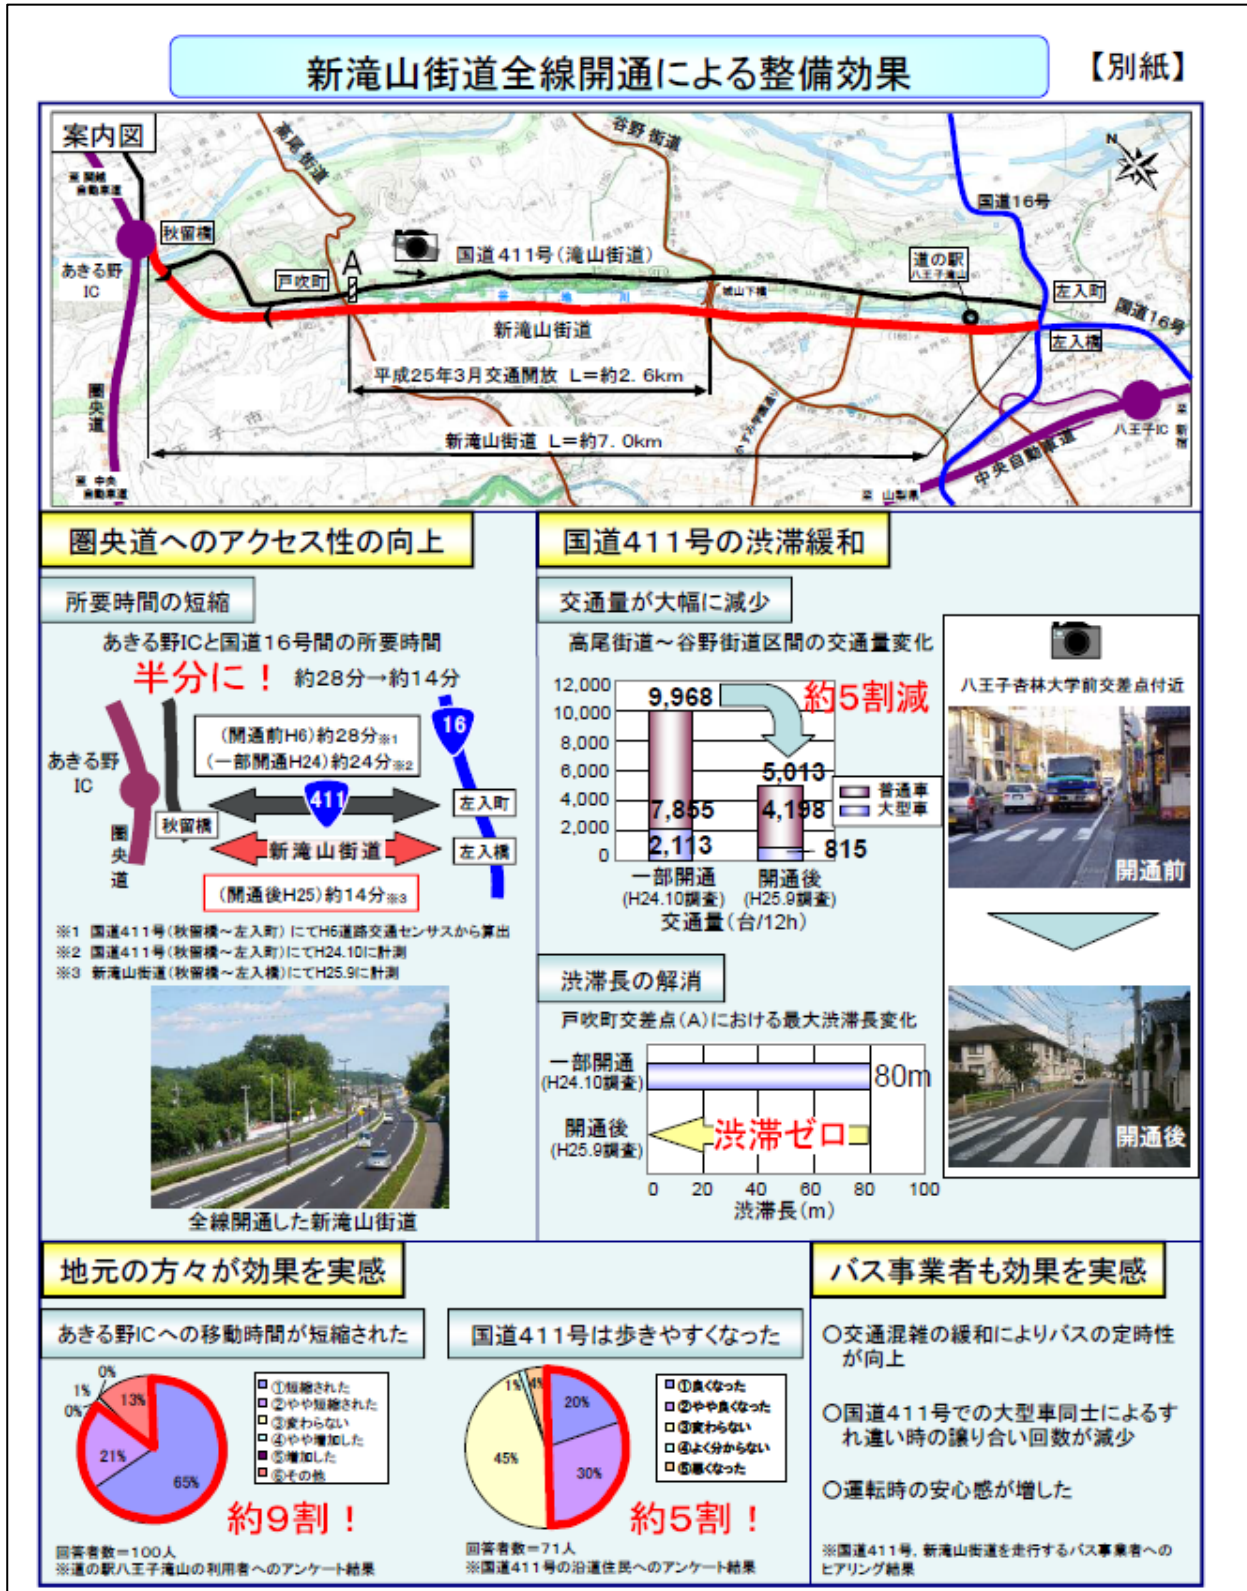 新滝山街道全線開通による整備効果
【別紙】
案内図
至 関越
自動車道
高尾街道
谷野街道
N
国道16号
秋留橋
あきる野
IC
戸吹町
A
国道411号(滝山街道)
道の駅
八王子滝山
城山下橋
左入町
国道16号
新滝山街道
左入橋
平成25年3月交通開放 L=約2.6km
圏央道
新滝山街道 L=約7.0km
八王子IC
至 新宿
中央自動車道
至 中央
自動車道
至 山梨県
圏央道へのアクセス性の向上
所要時間の短縮
あきる野ICと国道16号間の所要時間
半分に! 約28分→約14分
(開通前H6)約28分※1
(一部開通H24)約24分※2
16
あきる野
IC
411
秋留橋
左入町
新滝山街道
左入橋
圏央道
(開通後H25)約14分※3
※1 国道411号(秋留橋~左入町)にてH6道路交通センサスから算出
※2 国道411号(秋留橋~左入町)にてH24.10に計測
※3 新滝山街道(秋留橋~左入橋)にてH25.9に計測
全線開通した新滝山街道
国道411号の渋滞緩和
交通量が大幅に減少
高尾街道~谷野街道区間の交通量変化
12,000
10,000
8,000
6,000
4,000
2,000
0
9,968
約5割減
5,013
7,855
4,198
2,113
815
普通車
大型車
一部開通
(H24.10調査)
開通後
(H25.9調査)
交通量(台/12h)
八王子杏林大学前交差点付近
開通前
開通後
渋滞長の解消
戸吹町交差点(A)における最大渋滞長変化
一部開通
(H24.10調査)
80m
開通後
(H25.9調査)
渋滞ゼロ
0 20 40 60 80 100
渋滞長(m)
地元の方々が効果を実感
あきる野ICへの移動時間が短縮された
0%
1%
0%
13%
21%
65%
①短縮された
②やや短縮された
③変わらない
④やや増加した
⑤増加した
⑥その他
約9割!
回答者数=100人
※道の駅八王子滝山の利用者へのアンケート結果
国道411号は歩きやすくなった
1%
4%
20%
45%
30%
①良くなった
②やや良くなった
③変わらない
④よく分からない
⑤悪くなった
約5割!
回答者数=71人
※国道411号の沿道住民へのアンケート結果
バス事業者も効果を実感
○交通混雑の緩和によりバスの定時性
が向上
○国道411号での大型車同士によるす
れ違い時の譲り合い回数が減少
○運転時の安心感が増した
※国道411号、新滝山街道を走行するバス事業者への
ヒアリング結果